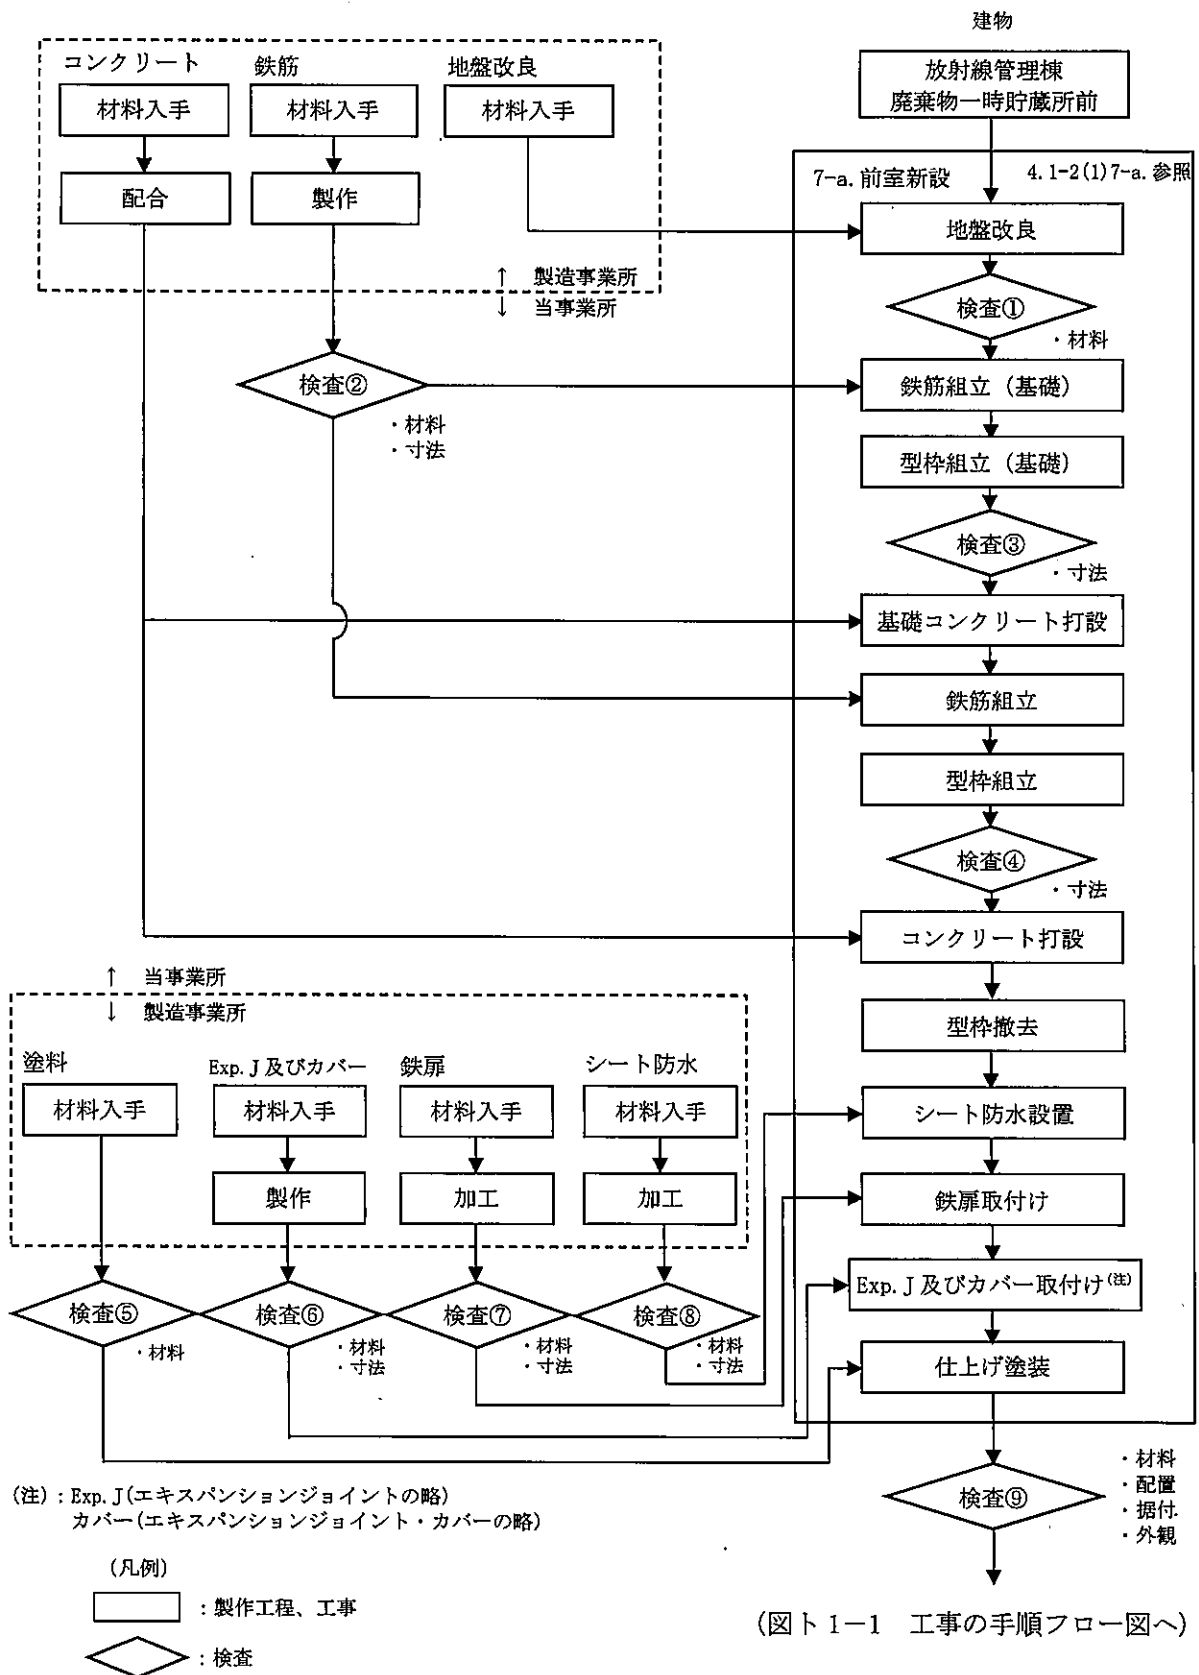 建物
放射線管理棟
廃棄物一時貯蔵所前
コンクリート
鉄筋
地盤改良
材料入手
材料入手
材料入手
配合
製作
↑ 製造事業所
↓ 当事業所
7-a. 前室新設
4.1-2(1)7-a. 参照
地盤改良
検査①
・材料
検査②
・材料
・寸法
鉄筋組立(基礎)
型枠組立(基礎)
検査③
・寸法
基礎コンクリート打設
鉄筋組立
型枠組立
検査④
・寸法
コンクリート打設
型枠撤去
シート防水設置
鉄扉取付け
Exp.J 及びカバー取付け(注)
仕上げ塗装
↑ 当事業所
↓ 製造事業所
塗料
Exp.J 及びカバー
鉄扉
シート防水
材料入手
材料入手
材料入手
材料入手
製作
加工
加工
検査⑤
・材料
検査⑥
・材料
・寸法
検査⑦
・材料
・寸法
検査⑧
・材料
・寸法
検査⑨
・材料
・配置
・据付
・外観
(注):Exp.J(エキスパンションジョイントの略)
カバー(エキスパンションジョイント・カバーの略)
(凡例)
:製作工程、工事
:検査
(図ト 1-1 工事の手順フロー図へ)